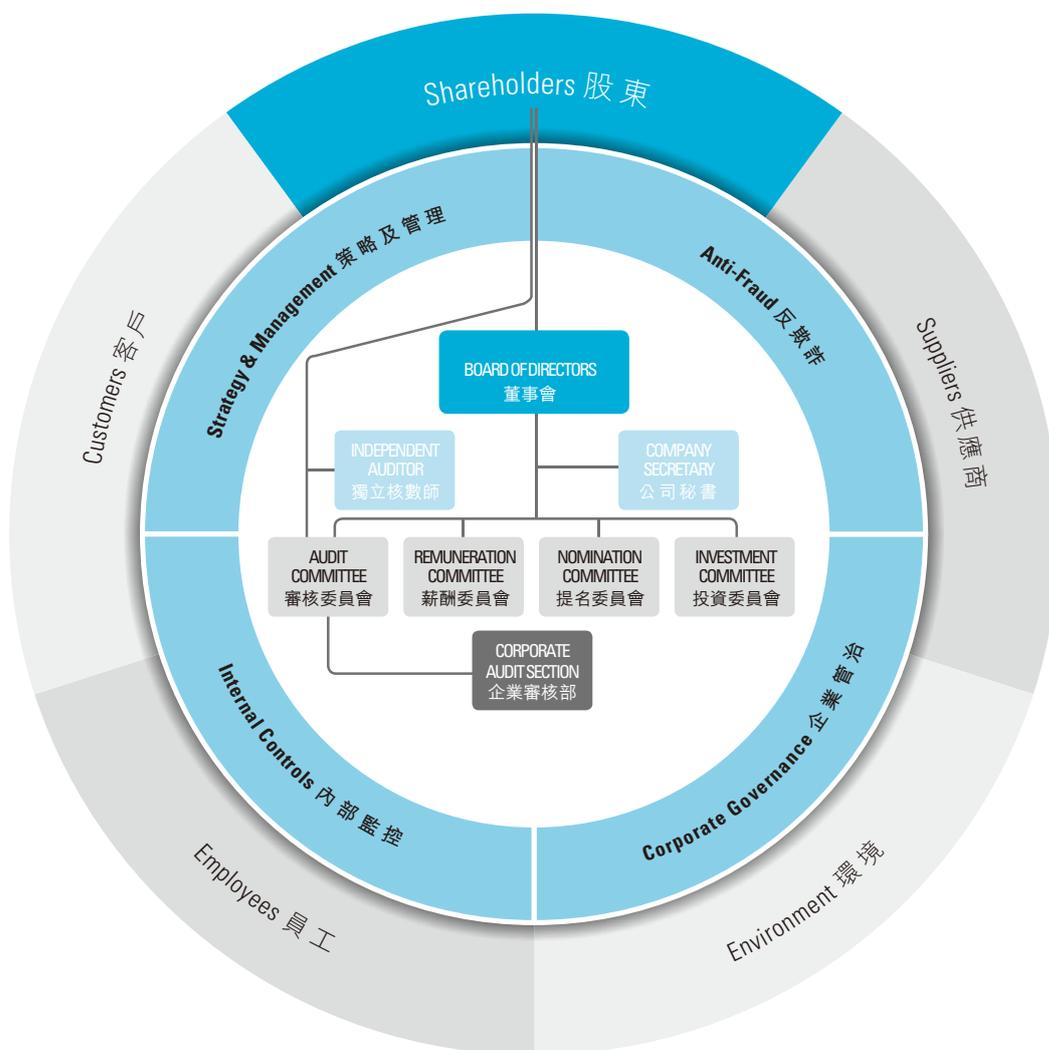 Shareholders 股東
Strategy & Management 策略及管理
Anti-Fraud 反欺詐
Customers 客戶
Suppliers 供應商
BOARD OF DIRECTORS
董事會
INDEPENDENT
AUDITOR
獨立核數師
COMPANY
SECRETARY
公司秘書
AUDIT
COMMITTEE
審核委員會
REMUNERATION
COMMITTEE
薪酬委員會
NOMINATION
COMMITTEE
提名委員會
INVESTMENT
COMMITTEE
投資委員會
CORPORATE
AUDIT SECTION
企業審核部
Internal Controls 內部監控
Corporate Governance 企業管治
Employees 員工
Environment 環境